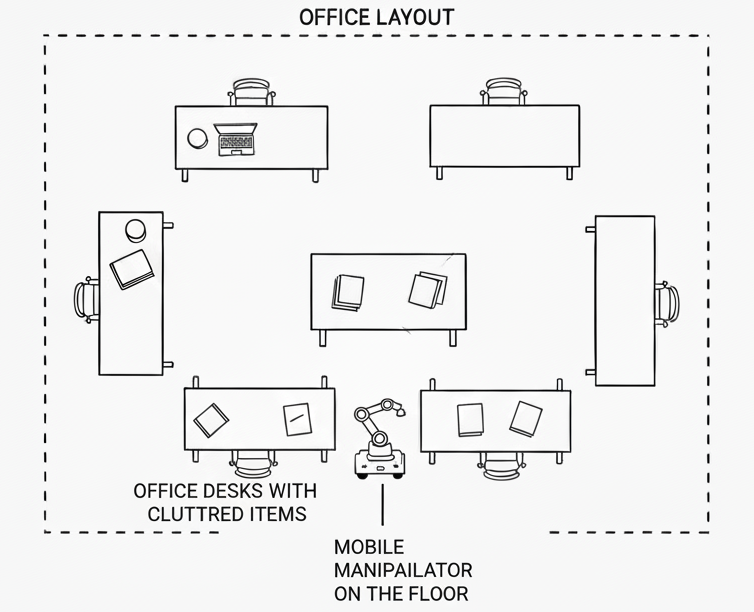 OFFICE LAYOUT
OFFICE DESKS WITH
CLUTTRED ITEMS
MOBILE
MANIPAILATOR
ON THE FLOOR